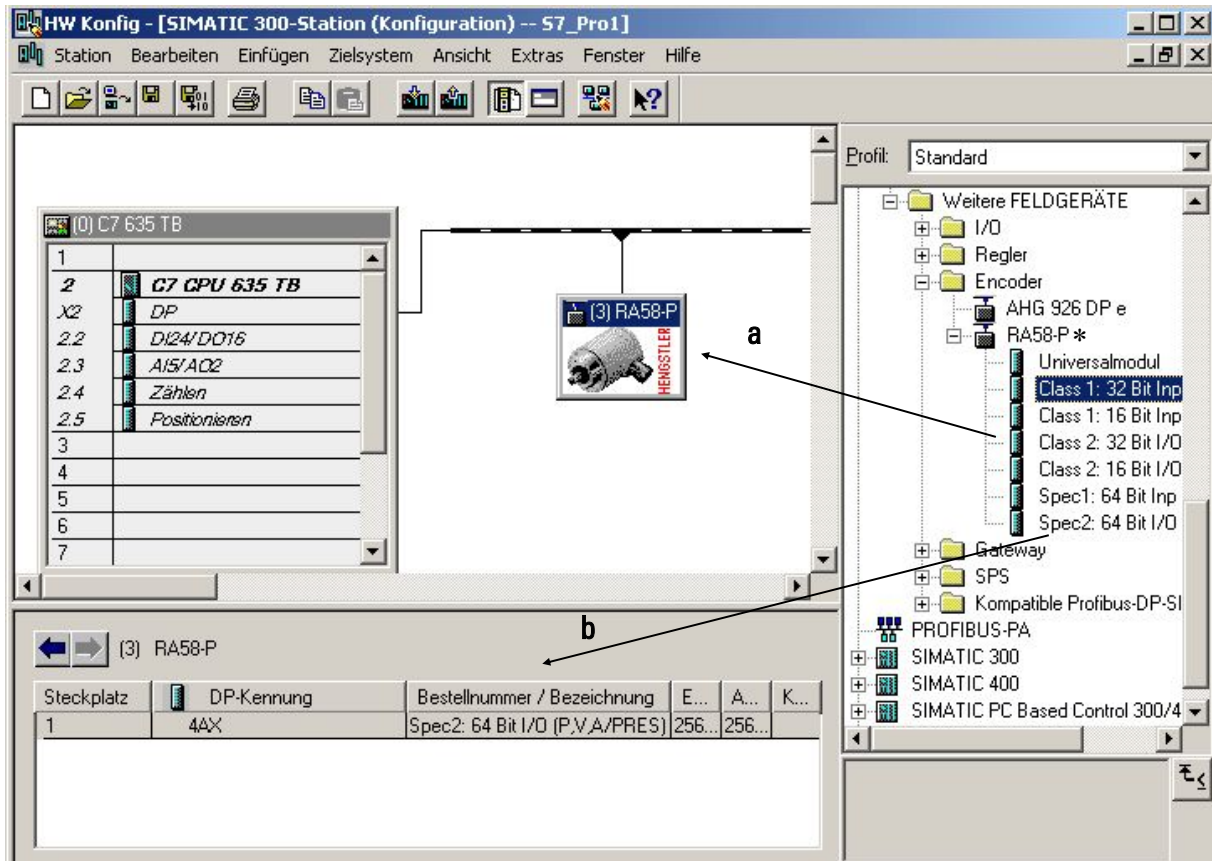 HW Konfig - [SIMATIC 300-Station (Konfiguration) -- S7_Pro1]
Station Bearbeiten Einfügen Zielsystem Ansicht Extras Fenster Hilfe
(0) C7 635 TB
1
2 C7 CPU 635 TB
X2 DP
2.2 DI24/DO16
2.3 AI5/AO2
2.4 Zählen
2.5 Positionieren
3
4
5
6
7
(3) RA58-P
HENGSTLER
a
Profil: Standard
Weitere FELDGERÄTE
I/O
Regler
Encoder
AHG 926 DP e
RA58-P *
Universalmodul
Class 1: 32 Bit Inp
Class 1: 16 Bit Inp
Class 2: 32 Bit I/O
Class 2: 16 Bit I/O
Spec1: 64 Bit Inp
Spec2: 64 Bit I/O
Gateway
SPS
Kompatible Profibus-DP-Sl
PROFIBUS-PA
SIMATIC 300
SIMATIC 400
SIMATIC PC Based Control 300/4
b
(3) RA58-P
Steckplatz DP-Kennung Bestellnummer / Bezeichnung E... A... K...
1 4AX Spec2: 64 Bit I/O (P,V,A/PRES) 256... 256...